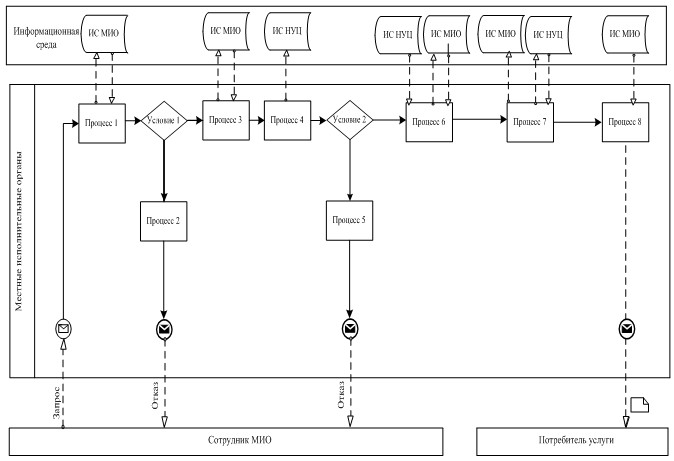 Информационная
среда
ИС МИО
ИС МИО
ИС НУЦ
ИС НУЦ
ИС МИО
ИС МИО
ИС НУЦ
ИС МИО
Местные исполнительные органы
Процесс 1
Условие 1
Процесс 3
Процесс 4
Условие 2
Процесс 6
Процесс 7
Процесс 8
Процесс 2
Процесс 5
Запрос
Отказ
Отказ
Сотрудник МИО
Потребитель услуги